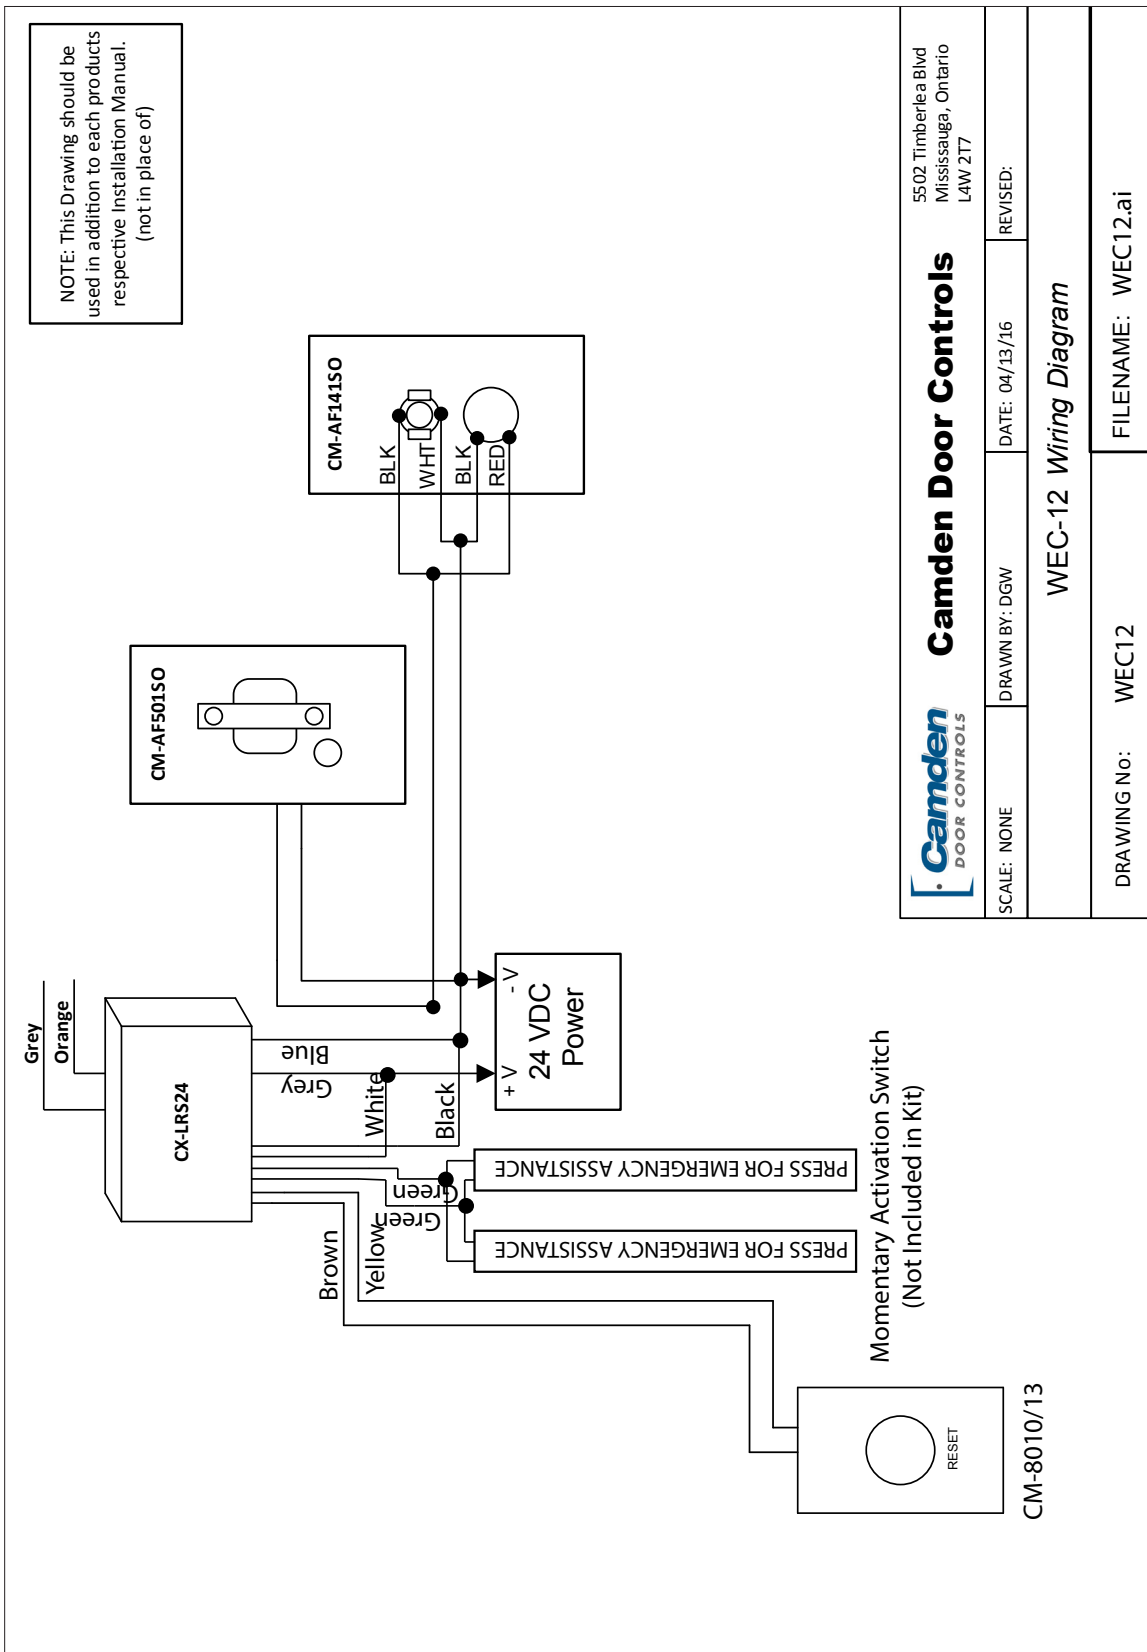 NOTE: This Drawing should be
used in addition to each products
respective Installation Manual.
(not in place of)
Grey
Orange
CX-LRS24
CM-AF501SO
CM-AF141SO
BLK
WHT
BLK
RED
Blue
Grey
White
Black
Green
Green
Brown
Yellow
+ V
- V
24 VDC
Power
PRESS FOR EMERGENCY ASSISTANCE
PRESS FOR EMERGENCY ASSISTANCE
Momentary Activation Switch
(Not Included in Kit)
RESET
CM-8010/13
Camden
DOOR CONTROLS
Camden Door Controls
5502 Timberlea Blvd
Mississauga, Ontario
L4W 2T7
SCALE: NONE
DRAWN BY: DGW
DATE: 04/13/16
REVISED:
WEC-12 Wiring Diagram
DRAWING No: WEC12
FILENAME: WEC12.ai